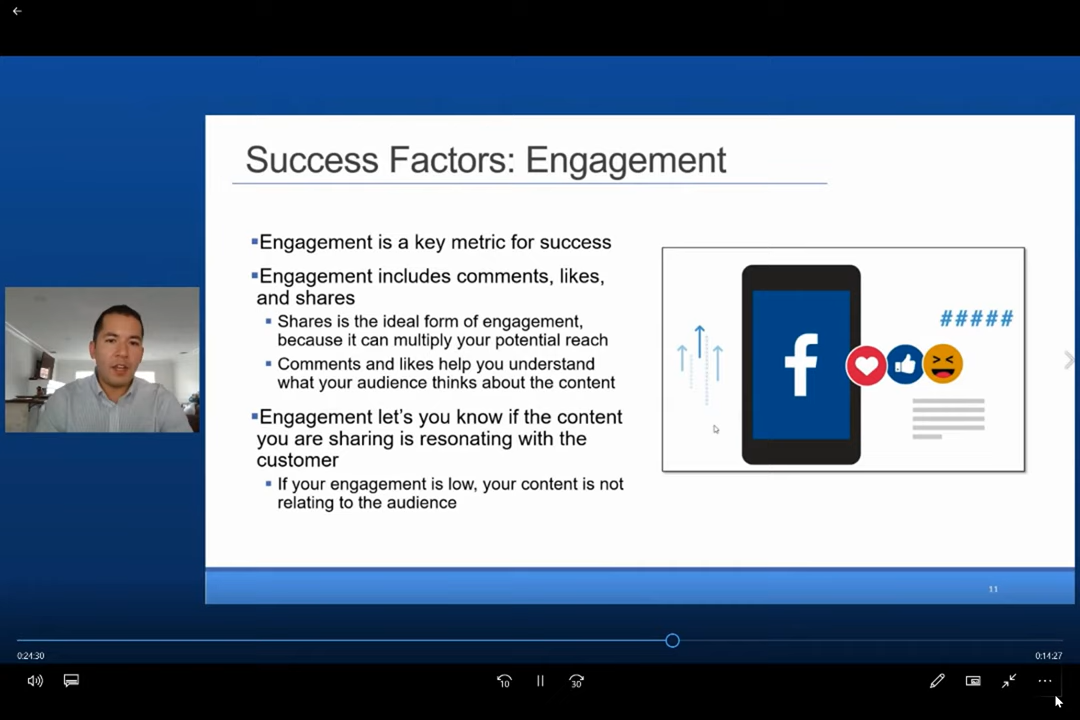 Success Factors: Engagement
▪Engagement is a key metric for success
▪Engagement includes comments, likes,
and shares
▪ Shares is the ideal form of engagement,
because it can multiply your potential reach
▪ Comments and likes help you understand
what your audience thinks about the content
▪Engagement let's you know if the content
you are sharing is resonating with the
customer
▪ If your engagement is low, your content is not
relating to the audience
f
#####
11
0:24:30
0:14:27
10
30